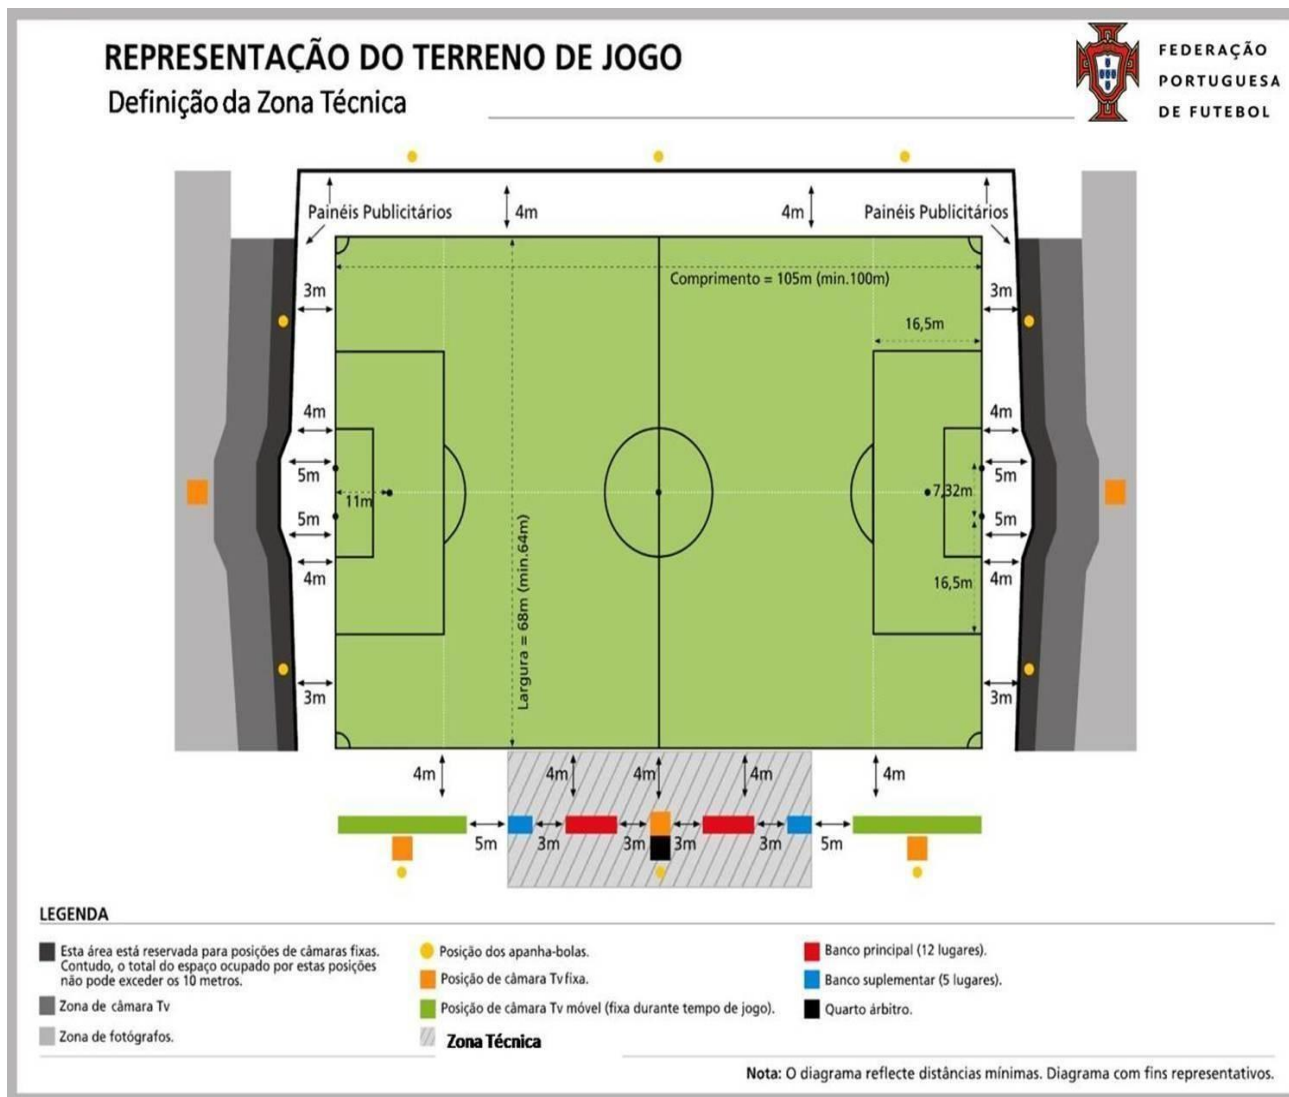 REPRESENTAÇÃO DO TERRENO DE JOGO
Definição da Zona Técnica
FEDERAÇÃO
PORTUGUESA
DE FUTEBOL
Painéis Publicitários
4m
4m
Painéis Publicitários
Comprimento = 105m (min.100m)
3m
3m
16,5m
4m
4m
5m
5m
11m
7,32m
5m
5m
4m
16,5m
4m
Largura = 68m (min.64m)
3m
3m
4m
4m
4m
4m
4m
5m
3m
3m
3m
3m
5m
LEGENDA
Esta área está reservada para posições de câmaras fixas.
Contudo, o total do espaço ocupado por estas posições
não pode exceder os 10 metros.
Zona de câmara Tv
Zona de fotógrafos.
Posição dos apanha-bolas.
Posição de câmara Tv fixa.
Posição de câmara Tv móvel (fixa durante tempo de jogo).
Zona Técnica
Banco principal (12 lugares).
Banco suplementar (5 lugares).
Quarto árbitro.
Nota: O diagrama reflecte distâncias mínimas. Diagrama com fins representativos.